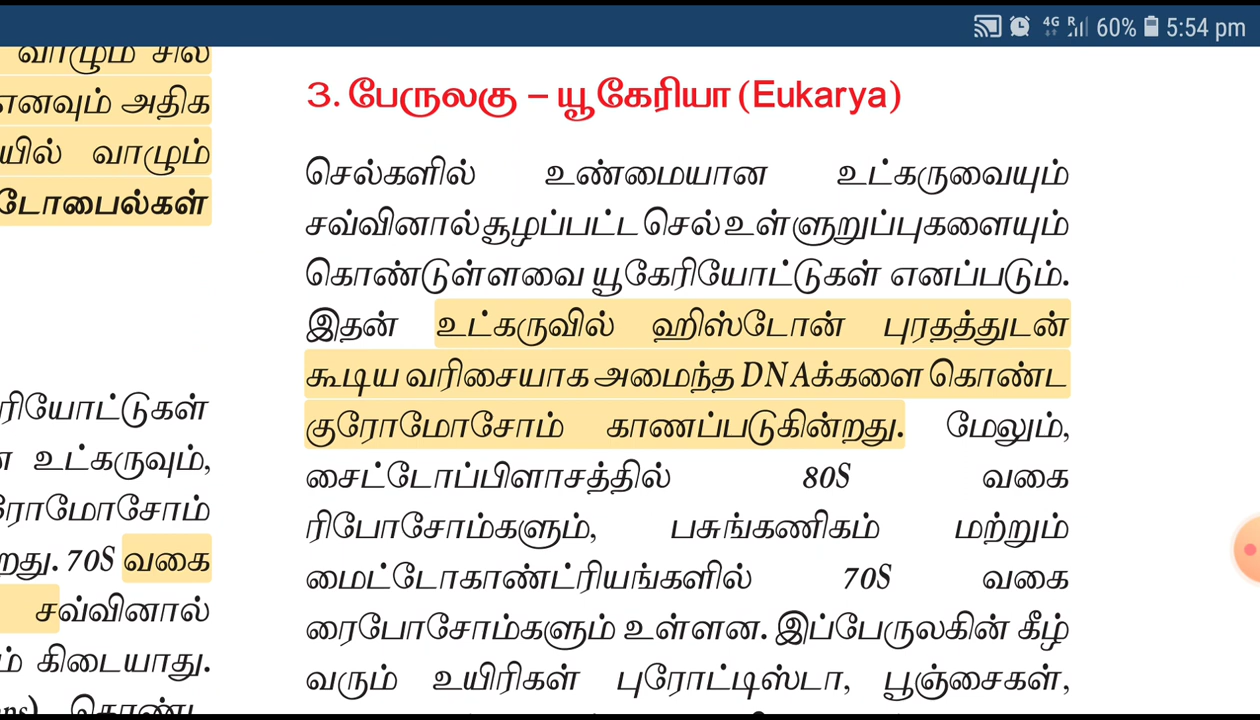 4G R 60% 5:54 pm
வாழும் சில
எனவும் அதிக
யில் வாழும்
டோபைல்கள்
ரியோட்டுகள்
உட்கருவும்,
ரோமோசோம்
றது. 70S வகை
சவ்வினால்
ம் கிடையாது.
கொண்ட
3. பேருலகு – யூகேரியா (Eukarya)
செல்களில் உண்மையான உட்கருவையும்
சவ்வினால் சூழப்பட்ட செல் உள்ளுறுப்புகளையும்
கொண்டுள்ளவை யூகேரியோட்டுகள் எனப்படும்.
இதன் உட்கருவில் ஹிஸ்டோன் புரதத்துடன்
கூடிய வரிசையாக அமைந்த DNAக்களை கொண்ட
குரோமோசோம் காணப்படுகின்றது. மேலும்,
சைட்டோப்பிளாசத்தில் 80S வகை
ரிபோசோம்களும், பசுங்கணிகம் மற்றும்
மைட்டோகாண்ட்ரியங்களில் 70S வகை
ரைபோசோம்களும் உள்ளன. இப்பேருலகின் கீழ்
வரும் உயிரிகள் புரோட்டிஸ்டா, பூஞ்சைகள்,